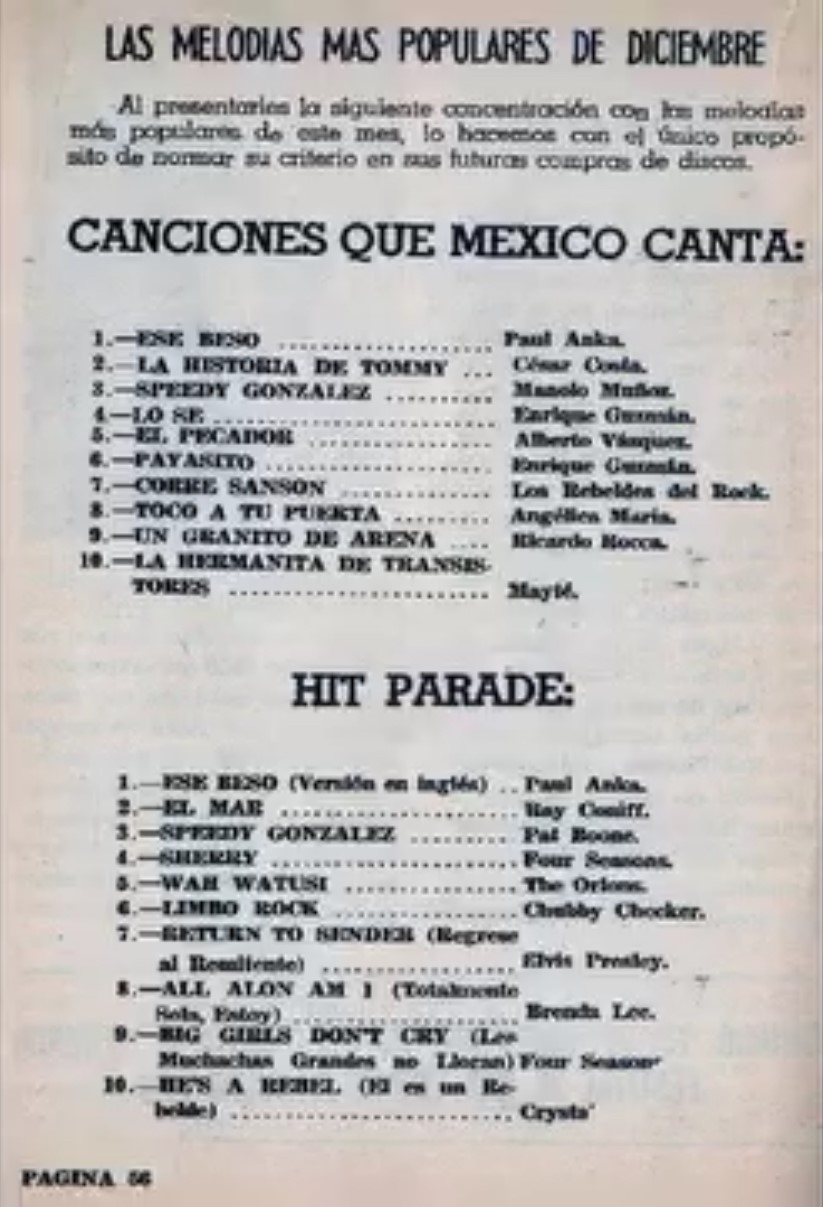 LAS MELODIAS MAS POPULARES DE DICIEMBRE
Al presentarles la siguiente concentración con las melodías
más populares de este mes, lo hacemos con el único propó-
sito de normar su criterio en sus futuras compras de discos.
CANCIONES QUE MEXICO CANTA:
1.—ESE BESO .................... Paul Anka.
2.—LA HISTORIA DE TOMMY ... César Costa.
3.—SPEEDY GONZALEZ .......... Manolo Muñoz.
4—LO SE .......................... Enrique Guzmán.
5.—EL PECADOR ................. Alberto Vázquez.
6.—PAYASITO ..................... Enrique Guzmán.
7.—CORRE SANSON .............. Los Rebeldes del Rock.
8.—TOCO A TU PUERTA ......... Angélica María.
9.—UN GRANITO DE ARENA .... Ricardo Rocca.
10.—LA HERMANITA DE TRANSIS-
TORES .......................... Mayté.
HIT PARADE:
1.—ESE BESO (Versión en inglés) .. Paul Anka.
2.—EL MAR ....................... Ray Coniff.
3.—SPEEDY GONZALEZ ......... Pat Boone.
4.—SHERRY ........................ Four Seasons.
5.—WAH WATUSI ................. The Orlons.
6.—LIMBO ROCK .................. Chubby Checker.
7.—RETURN TO SENDER (Regrese
al Remitente) ................... Elvis Presley.
8.—ALL ALON AM I (Totalmente
Sola, Estoy) ...................... Brenda Lee.
9.—BIG GIRLS DON'T CRY (Las
Muchachas Grandes no Lloran) Four Season
10.—HE'S A REBEL (El es un Re-
belde) ............................. Crysta
PAGINA 56